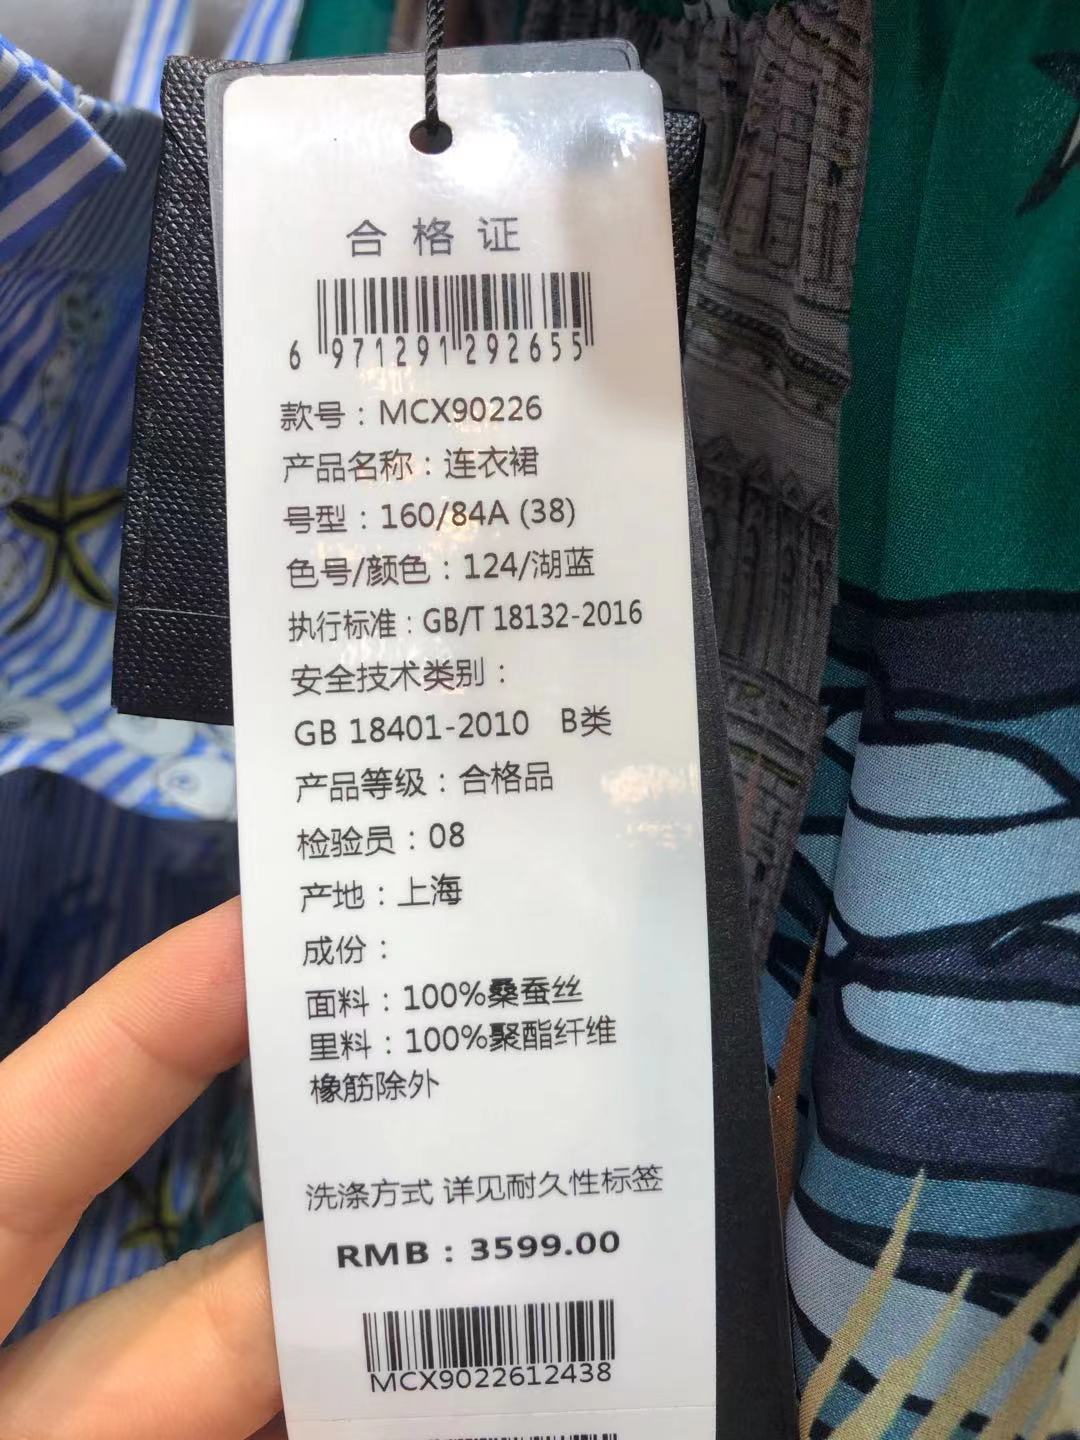 合格证
6 971291 292655
款号：MCX90226
产品名称：连衣裙
号型：160/84A (38)
色号/颜色：124/湖蓝
执行标准：GB/T 18132-2016
安全技术类别：
GB 18401-2010 B类
产品等级：合格品
检验员：08
产地：上海
成份：
面料：100%桑蚕丝
里料：100%聚酯纤维
橡筋除外
洗涤方式 详见耐久性标签
RMB：3599.00
MCX9022612438